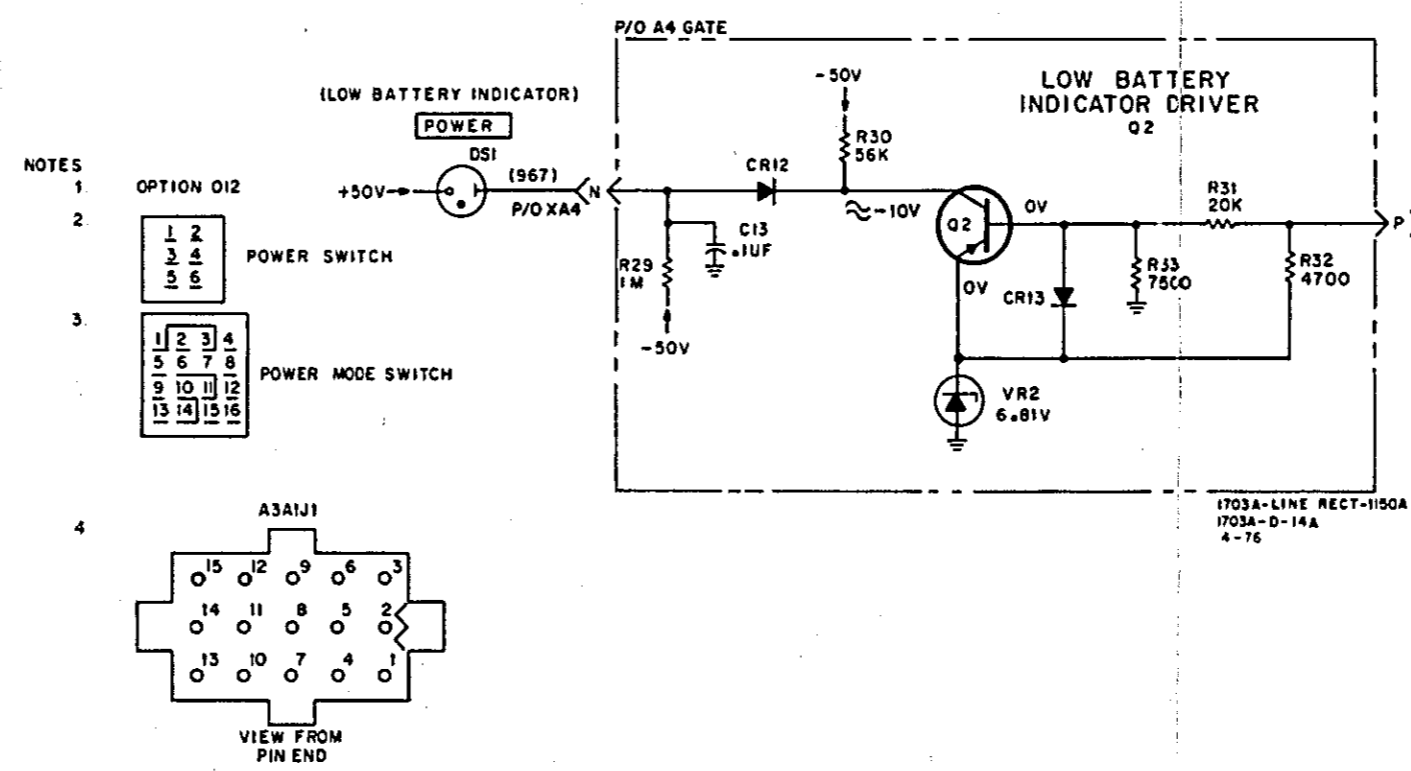 P/O A4 GATE
LOW BATTERY
INDICATOR DRIVER
Q2
(LOW BATTERY INDICATOR)
POWER
DS1
+50V
(967)
P/O XA4
N
CR12
-50V
R30
56K
≈-10V
Q2
0V
0V
R31
20K
P
C13
.1UF
R29
1M
-50V
CR13
R33
7500
R32
4700
VR2
6.81V
1703A-LINE RECT-1150A
1703A-D-14A
4-76
NOTES
1.
OPTION 012
2.
1 2
3 4
5 6
POWER SWITCH
3.
1 2 3 4
5 6 7 8
9 10 11 12
13 14 15 16
POWER MODE SWITCH
4
A3A1J1
15 12 9 6 3
14 11 8 5 2
13 10 7 4 1
VIEW FROM
PIN END